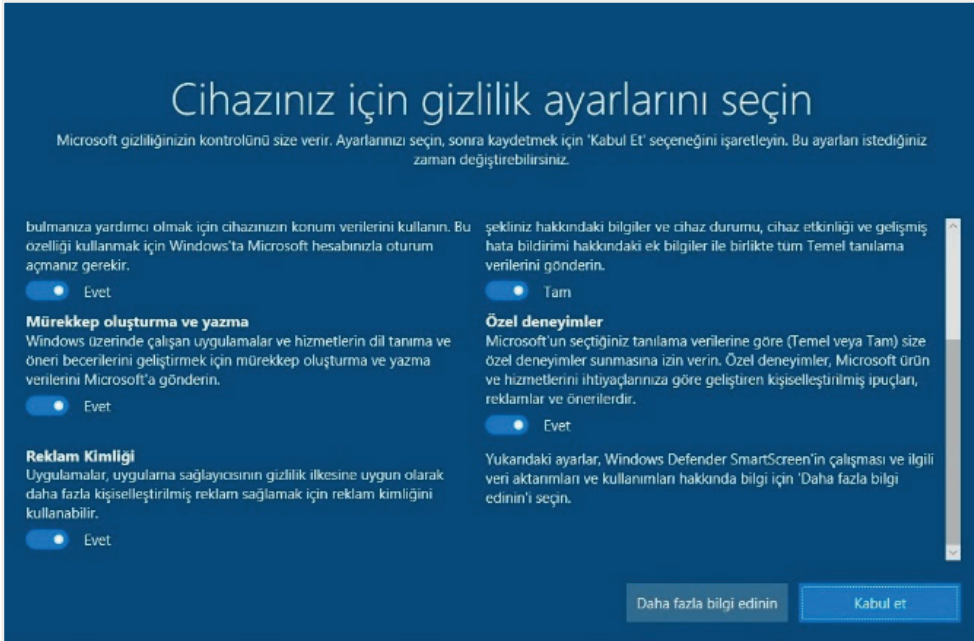 Cihazınız için gizlilik ayarlarını seçin
Microsoft gizliliğinizin kontrolünü size verir. Ayarlarınızı seçin, sonra kaydetmek için 'Kabul Et' seçeneğini işaretleyin. Bu ayarları istediğiniz
zaman değiştirebilirsiniz.
bulmanıza yardımcı olmak için cihazınızın konum verilerini kullanın. Bu
özelliği kullanmak için Windows'ta Microsoft hesabınızla oturum
açmanız gerekir.
Evet
Mürekkep oluşturma ve yazma
Windows üzerinde çalışan uygulamalar ve hizmetlerin dil tanıma ve
öneri becerilerini geliştirmek için mürekkep oluşturma ve yazma
verilerini Microsoft'a gönderin.
Evet
Reklam Kimliği
Uygulamalar, uygulama sağlayıcısının gizlilik ilkesine uygun olarak
daha fazla kişiselleştirilmiş reklam sağlamak için reklam kimliğini
kullanabilir.
Evet
şekliniz hakkındaki bilgiler ve cihaz durumu, cihaz etkinliği ve gelişmiş
hata bildirimi hakkındaki ek bilgiler ile birlikte tüm Temel tanılama
verilerini gönderin.
Tam
Özel deneyimler
Microsoft'un seçtiğiniz tanılama verilerine göre (Temel veya Tam) size
özel deneyimler sunmasına izin verin. Özel deneyimler, Microsoft ürün
ve hizmetlerini ihtiyaçlarınıza göre geliştiren kişiselleştirilmiş ipuçları,
reklamlar ve önerilerdir.
Evet
Yukarıdaki ayarlar, Windows Defender SmartScreen'in çalışması ve ilgili
veri aktarımları ve kullanımları hakkında bilgi için 'Daha fazla bilgi
edinin'i seçin.
Daha fazla bilgi edinin
Kabul et